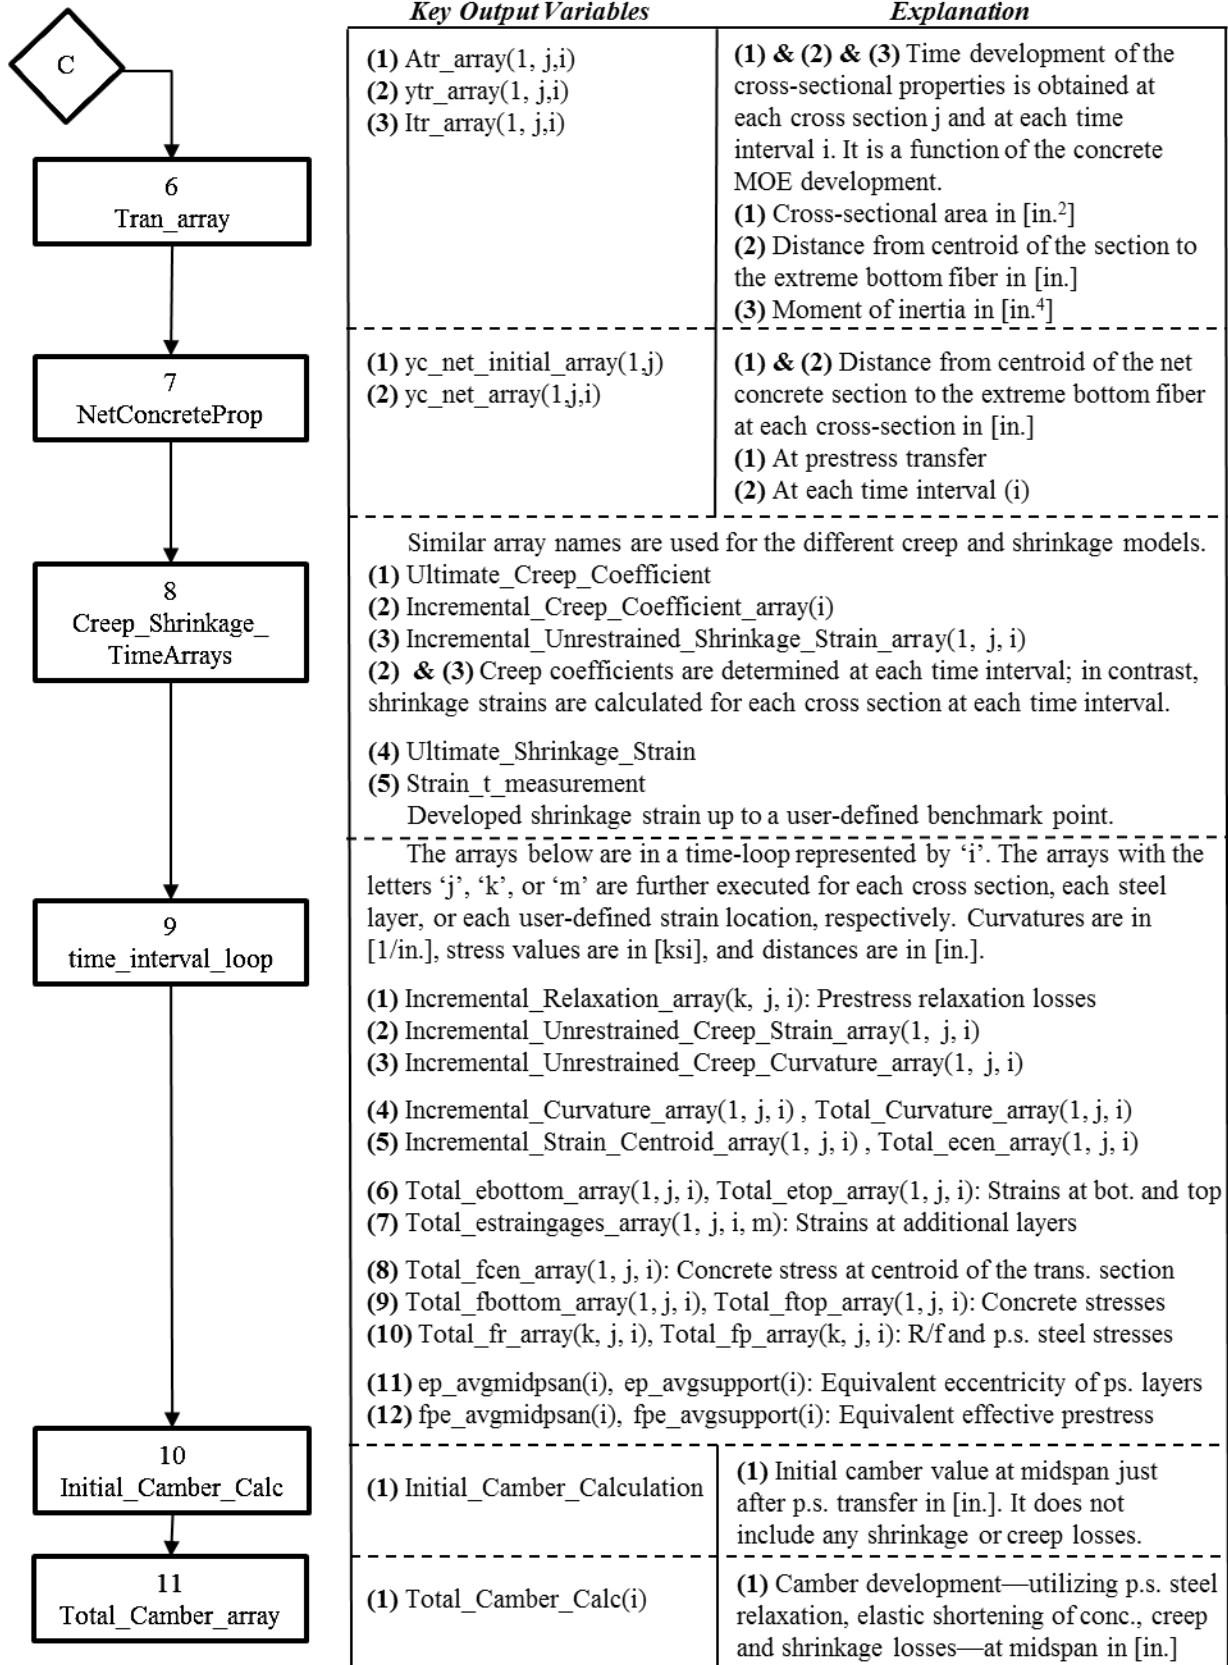 Key Output Variables
Explanation
C
(1) Atr_array(1, j,i)
(2) ytr_array(1, j,i)
(3) Itr_array(1, j,i)
(1) & (2) & (3) Time development of the
cross-sectional properties is obtained at
each cross section j and at each time
interval i. It is a function of the concrete
MOE development.
(1) Cross-sectional area in [in.²]
(2) Distance from centroid of the section to
the extreme bottom fiber in [in.]
(3) Moment of inertia in [in.⁴]
6
Tran_array
7
NetConcreteProp
(1) yc_net_initial_array(1,j)
(2) yc_net_array(1,j,i)
(1) & (2) Distance from centroid of the net
concrete section to the extreme bottom fiber
at each cross-section in [in.]
(1) At prestress transfer
(2) At each time interval (i)
8
Creep_Shrinkage_
TimeArrays
Similar array names are used for the different creep and shrinkage models.
(1) Ultimate_Creep_Coefficient
(2) Incremental_Creep_Coefficient_array(i)
(3) Incremental_Unrestrained_Shrinkage_Strain_array(1, j, i)
(2) & (3) Creep coefficients are determined at each time interval; in contrast,
shrinkage strains are calculated for each cross section at each time interval.
(4) Ultimate_Shrinkage_Strain
(5) Strain_t_measurement
Developed shrinkage strain up to a user-defined benchmark point.
9
time_interval_loop
The arrays below are in a time-loop represented by ‘i’. The arrays with the
letters ‘j’, ‘k’, or ‘m’ are further executed for each cross section, each steel
layer, or each user-defined strain location, respectively. Curvatures are in
[1/in.], stress values are in [ksi], and distances are in [in.].
(1) Incremental_Relaxation_array(k, j, i): Prestress relaxation losses
(2) Incremental_Unrestrained_Creep_Strain_array(1, j, i)
(3) Incremental_Unrestrained_Creep_Curvature_array(1, j, i)
(4) Incremental_Curvature_array(1, j, i) , Total_Curvature_array(1, j, i)
(5) Incremental_Strain_Centroid_array(1, j, i) , Total_ecen_array(1, j, i)
(6) Total_ebottom_array(1, j, i), Total_etop_array(1, j, i): Strains at bot. and top
(7) Total_estraingages_array(1, j, i, m): Strains at additional layers
(8) Total_fcen_array(1, j, i): Concrete stress at centroid of the trans. section
(9) Total_fbottom_array(1, j, i), Total_ftop_array(1, j, i): Concrete stresses
(10) Total_fr_array(k, j, i), Total_fp_array(k, j, i): R/f and p.s. steel stresses
(11) ep_avgmidpsan(i), ep_avgsupport(i): Equivalent eccentricity of ps. layers
(12) fpe_avgmidpsan(i), fpe_avgsupport(i): Equivalent effective prestress
10
Initial_Camber_Calc
(1) Initial_Camber_Calculation
(1) Initial camber value at midspan just
after p.s. transfer in [in.]. It does not
include any shrinkage or creep losses.
11
Total_Camber_array
(1) Total_Camber_Calc(i)
(1) Camber development—utilizing p.s. steel
relaxation, elastic shortening of conc., creep
and shrinkage losses—at midspan in [in.]